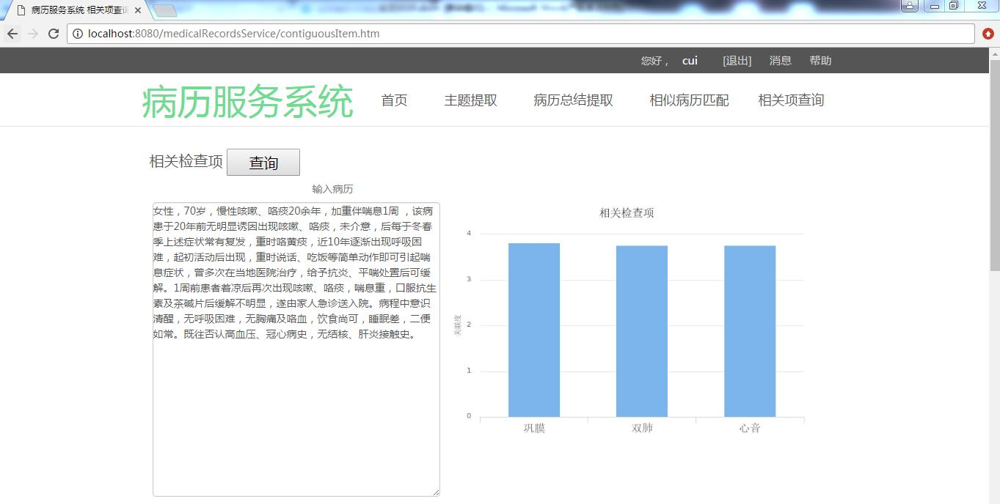 病历服务系统 相关项查询
localhost:8080/medicalRecordsService/contiguousItem.htm
您好， cui [退出] 消息 帮助
病历服务系统 首页 主题提取 病历总结提取 相似病历匹配 相关项查询
相关检查项 查询
输入病历
女性，70岁，慢性咳嗽、咯痰20余年，加重伴喘息1周 ，该病
患于20年前无明显诱因出现咳嗽、咯痰，未介意，后每于冬春
季上述症状常有复发，重时咯黄痰，近10年逐渐出现呼吸困
难，起初活动后出现，重时说话、吃饭等简单动作即可引起喘
息症状，曾多次在当地医院治疗，给予抗炎、平喘处置后可缓
解。1周前患者着凉后再次出现咳嗽、咯痰，喘息重，口服抗生
素及茶碱片后缓解不明显，遂由家人急诊送入院。病程中意识
清醒，无呼吸困难，无胸痛及咯血，饮食尚可，睡眠差，二便
如常。既往否认高血压、冠心病史，无结核、肝炎接触史。
相关检查项
4
3
2
1
0
关联度
巩膜 双肺 心音